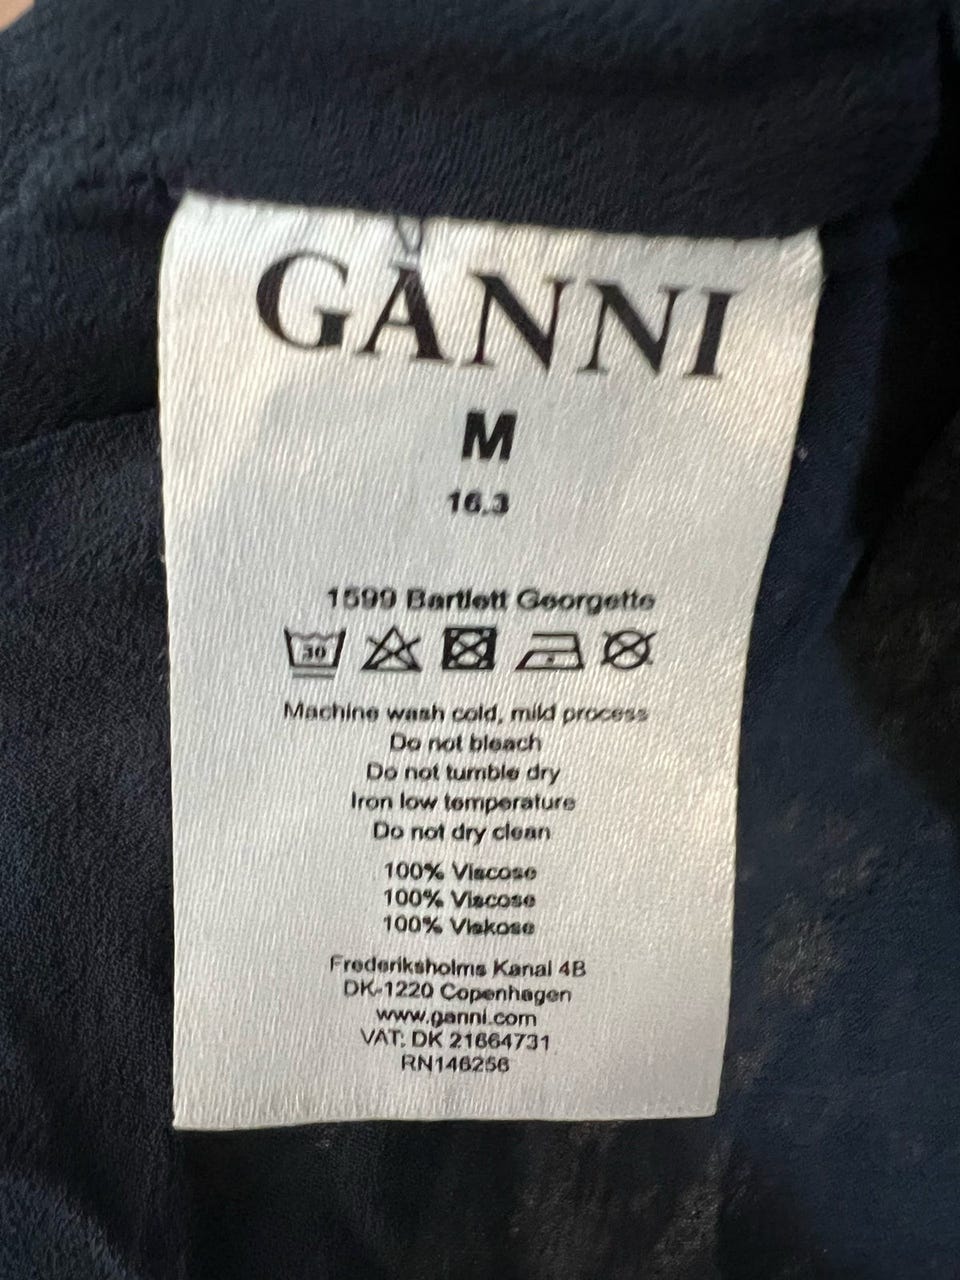 GANNI
M
16.3
1599 Bartlett Georgette
30
Machine wash cold, mild process
Do not bleach
Do not tumble dry
Iron low temperature
Do not dry clean
100% Viscose
100% Viscose
100% Viskose
Frederiksholms Kanal 4B
DK-1220 Copenhagen
www.ganni.com
VAT: DK 21664731
RN146256